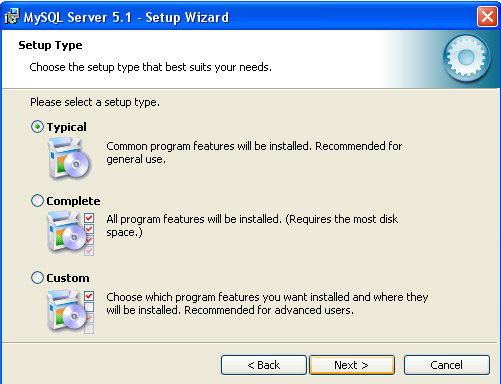 MySQL Server 5.1 - Setup Wizard
Setup Type
Choose the setup type that best suits your needs.
Please select a setup type.
Typical
Common program features will be installed. Recommended for
general use.
Complete
All program features will be installed. (Requires the most disk
space.)
Custom
Choose which program features you want installed and where they
will be installed. Recommended for advanced users.
< Back
Next >
Cancel